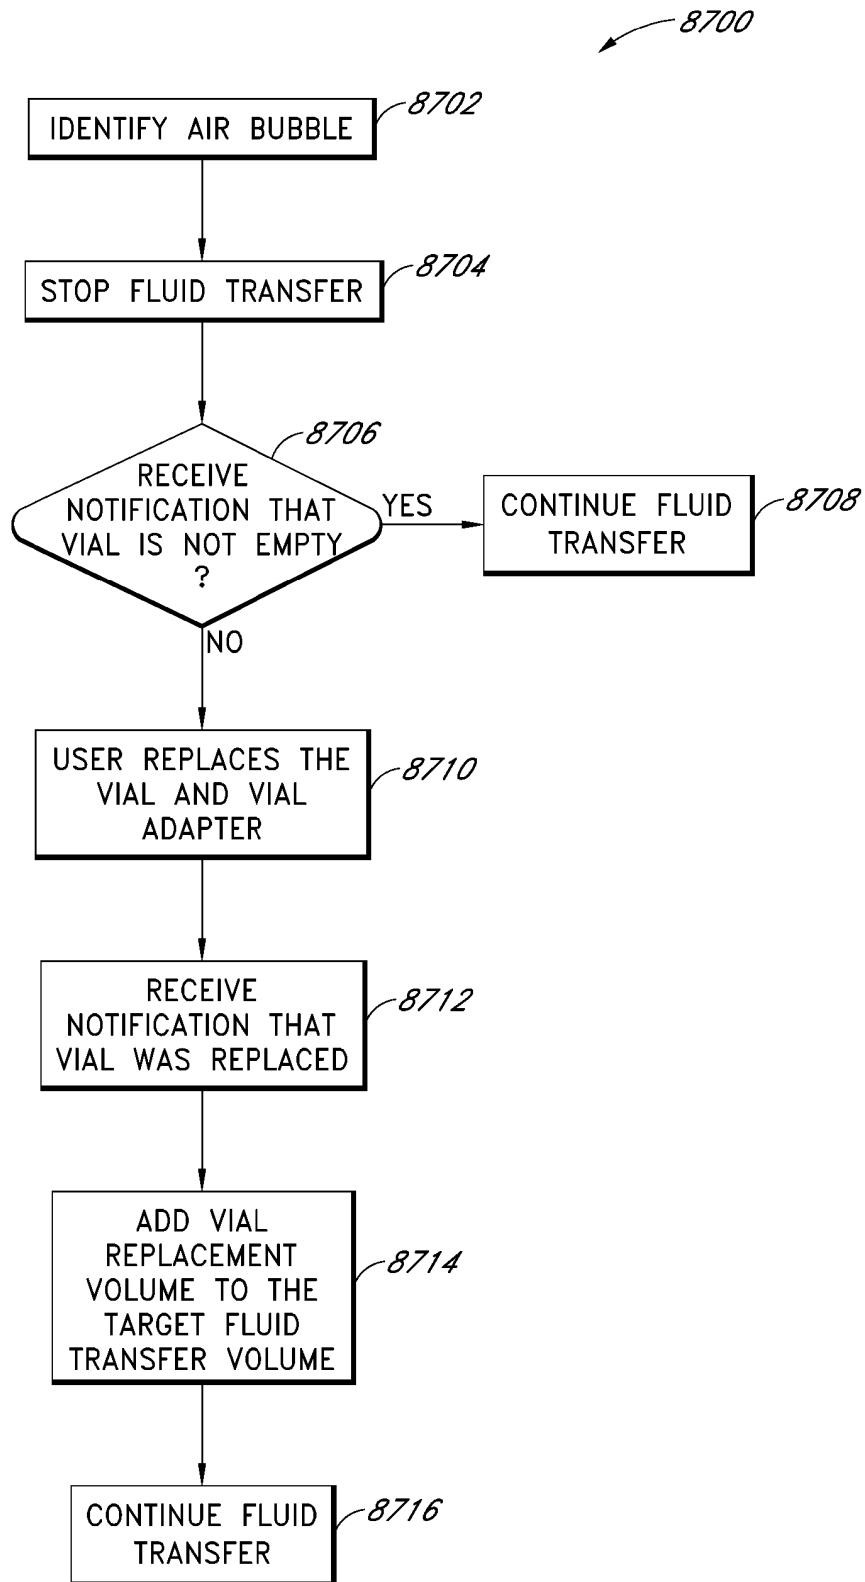 8700
IDENTIFY AIR BUBBLE
8702
STOP FLUID TRANSFER
8704
8706
RECEIVE
NOTIFICATION THAT
VIAL IS NOT EMPTY
?
YES
CONTINUE FLUID
TRANSFER
8708
NO
USER REPLACES THE
VIAL AND VIAL
ADAPTER
8710
RECEIVE
NOTIFICATION THAT
VIAL WAS REPLACED
8712
ADD VIAL
REPLACEMENT
VOLUME TO THE
TARGET FLUID
TRANSFER VOLUME
8714
CONTINUE FLUID
TRANSFER
8716